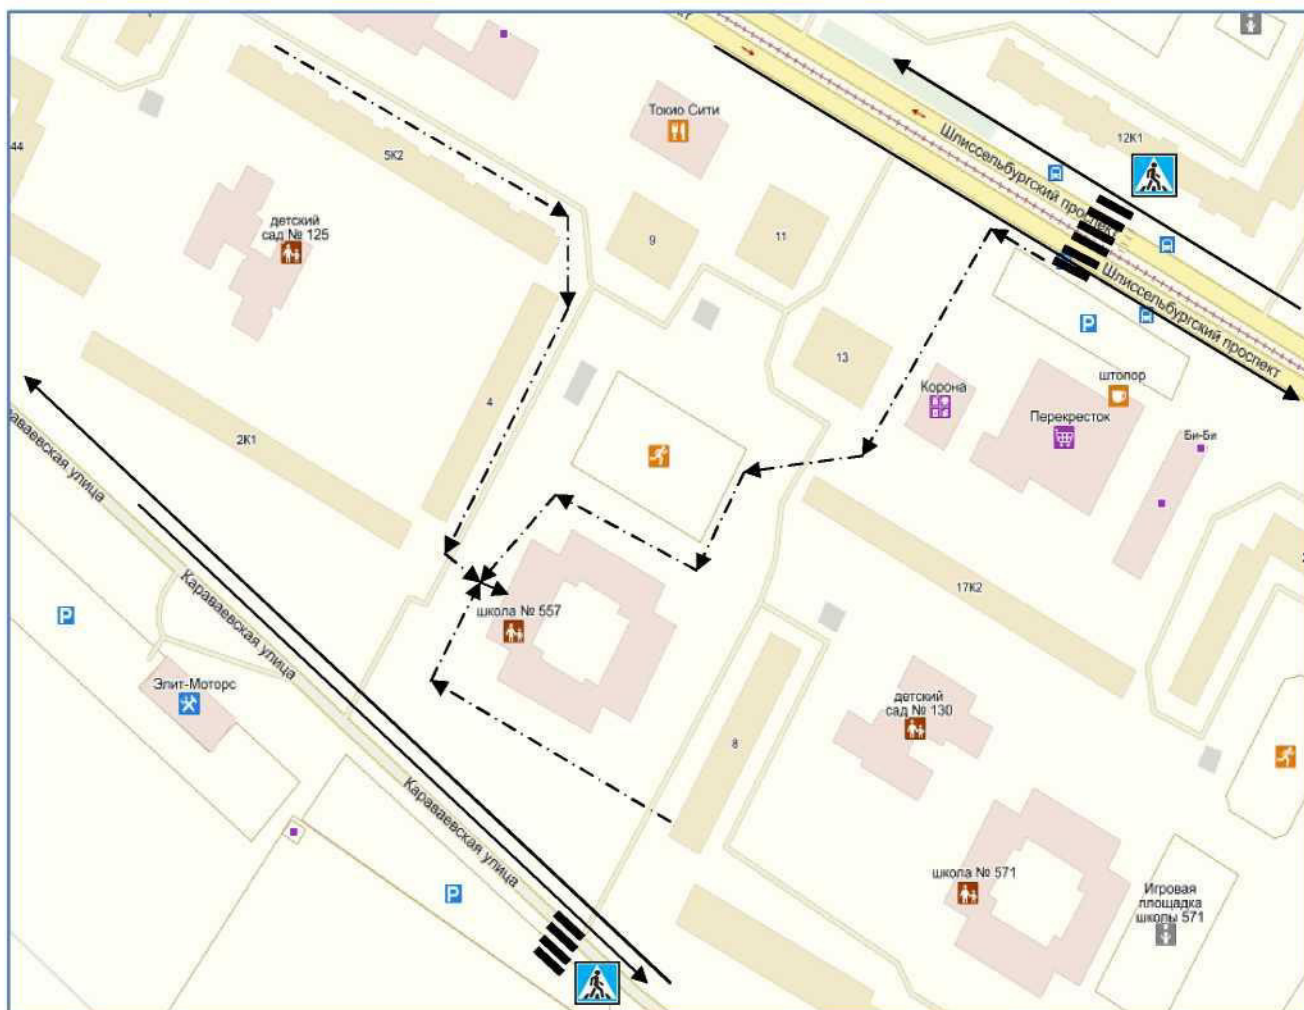 Токио Сити
12К1
44
5К2
Шлиссельбургский проспект
детский
сад № 125
9
11
Шлиссельбургский проспект
P
13
штопор
Корона
4
Перекресток
Би-Би
2К1
Караваевская улица
17К2
школа № 557
P
Элит-Моторс
детский
сад № 130
8
Караваевская улица
школа № 571
Игровая
площадка
школы 571
P